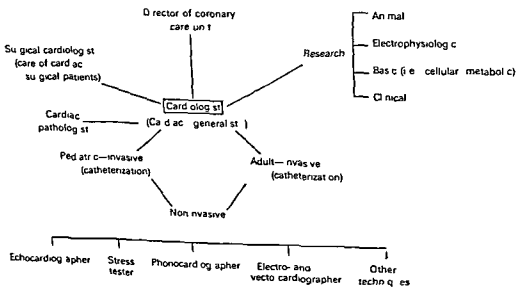 Director of coronary
care unit
Surgical cardiologist
(care of cardiac
surgical patients)
Research
Animal
Electrophysiologic
Basic (i e cellular metabolic)
Clinical
Cardiologist
(Cardiac generalist)
Cardiac
pathologist
Pediatric—invasive
(catheterization)
Adult—invasive
(catheterization)
Noninvasive
Echocardiographer
Stress
tester
Phonocardiographer
Electro- and
vectorcardiographer
Other
techniques